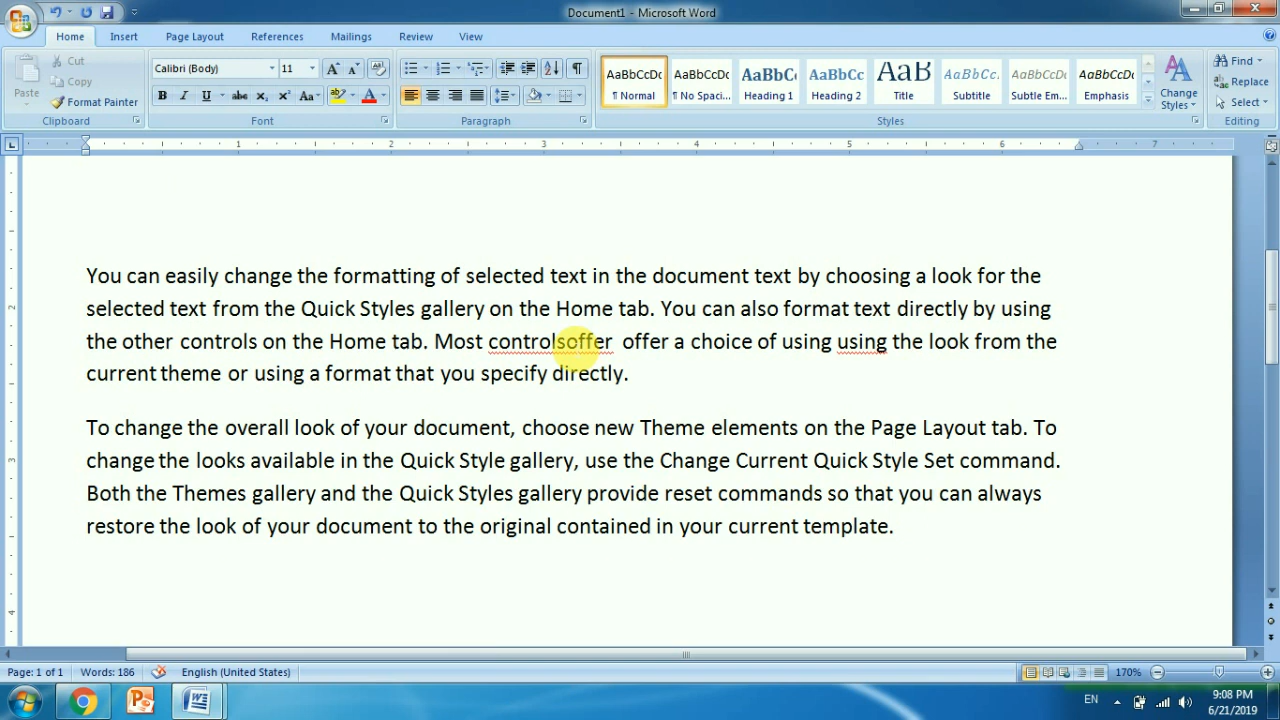 Document1 - Microsoft Word
Home Insert Page Layout References Mailings Review View
Paste
Cut
Copy
Format Painter
Clipboard
Calibri (Body) 11
Font
Paragraph
AaBbCcDc AaBbCcDc AaBbC AaBbCc AaB AaBbCc. AaBbCcDc AaBbCcDc
¶ Normal ¶ No Spaci... Heading 1 Heading 2 Title Subtitle Subtle Em... Emphasis
Change
Styles
Styles
Find
Replace
Select
Editing
1 2 3 4 5 6 7
You can easily change the formatting of selected text in the document text by choosing a look for the
selected text from the Quick Styles gallery on the Home tab. You can also format text directly by using
the other controls on the Home tab. Most controlsoffer offer a choice of using using the look from the
current theme or using a format that you specify directly.
To change the overall look of your document, choose new Theme elements on the Page Layout tab. To
change the looks available in the Quick Style gallery, use the Change Current Quick Style Set command.
Both the Themes gallery and the Quick Styles gallery provide reset commands so that you can always
restore the look of your document to the original contained in your current template.
Page: 1 of 1 Words: 186 English (United States) 170%
EN 9:08 PM
6/21/2019